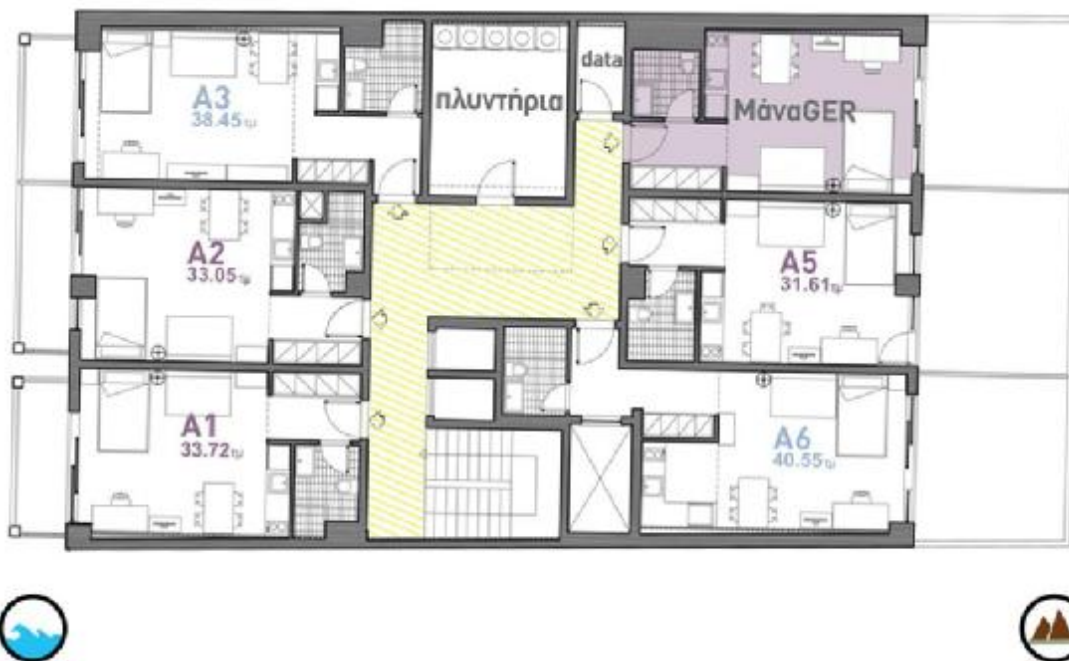 A3
38.45τμ
πλυντήρια
data
ΜάναGER
A2
33.05τμ
A5
31.61τμ
A1
33.72τμ
A6
40.55τμ